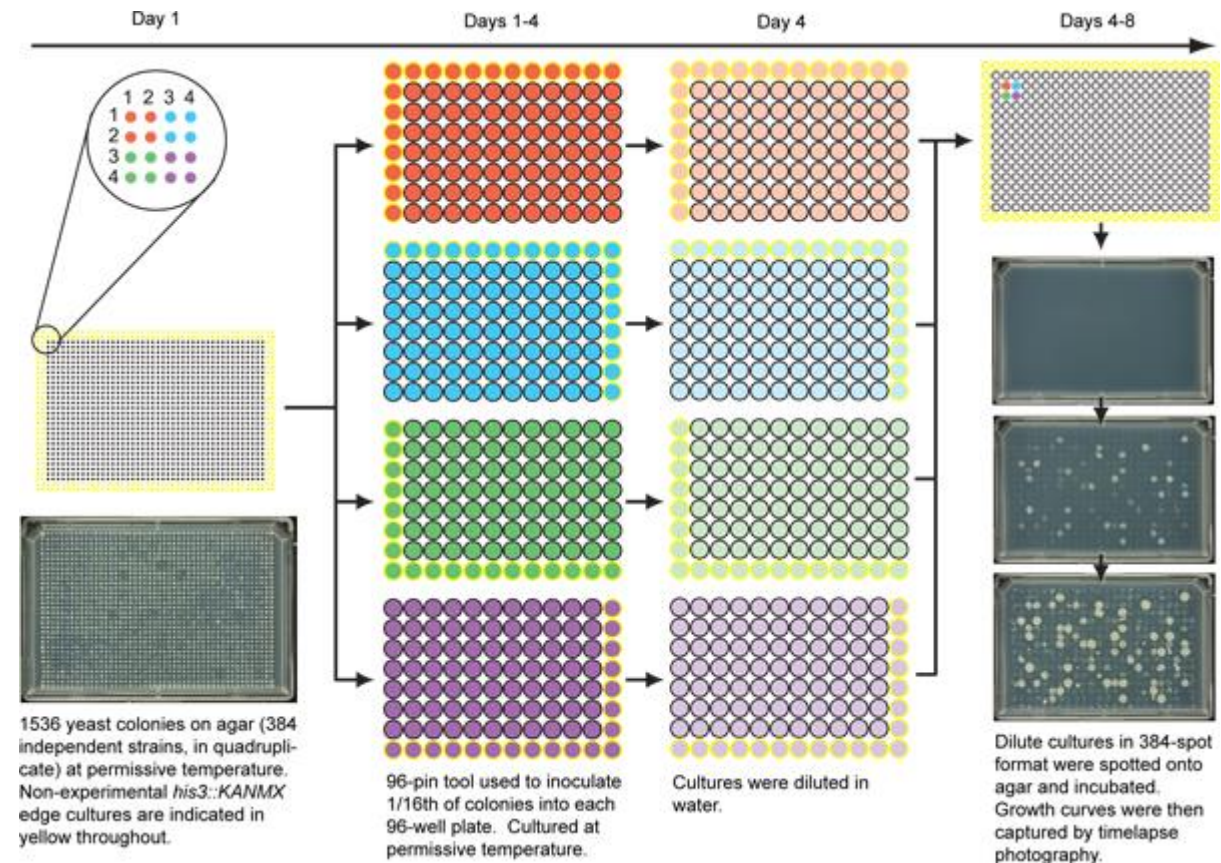 Day 1
Days 1-4
Day 4
Days 4-8
1 2 3 4
1
2
3
4
1536 yeast colonies on agar (384
independent strains, in quadrupli-
cate) at permissive temperature.
Non-experimental his3::KANMX
edge cultures are indicated in
yellow throughout.
96-pin tool used to inoculate
1/16th of colonies into each
96-well plate. Cultured at
permissive temperature.
Cultures were diluted in
water.
Dilute cultures in 384-spot
format were spotted onto
agar and incubated.
Growth curves were then
captured by timelapse
photography.